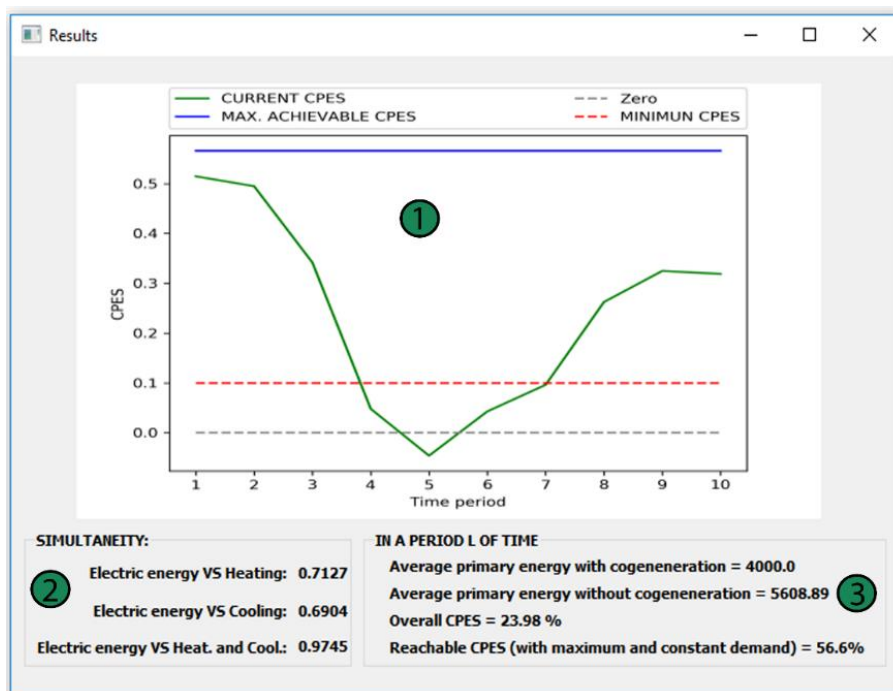 Results
CURRENT CPES
Zero
MAX. ACHIEVABLE CPES
MINIMUN CPES
0.5
0.4
0.3
0.2
0.1
0.0
CPES
1
1 2 3 4 5 6 7 8 9 10
Time period
SIMULTANEITY:
Electric energy VS Heating: 0.7127
2
Electric energy VS Cooling: 0.6904
Electric energy VS Heat. and Cool.: 0.9745
IN A PERIOD L OF TIME
Average primary energy with cogeneneration = 4000.0
Average primary energy without cogeneneration = 5608.89
3
Overall CPES = 23.98 %
Reachable CPES (with maximum and constant demand) = 56.6%